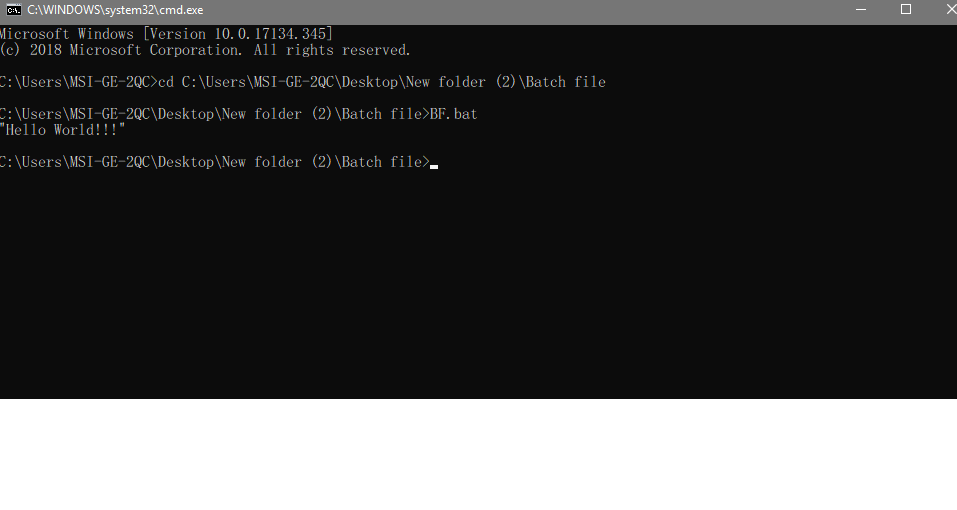 C:\WINDOWS\system32\cmd.exe
Microsoft Windows [Version 10.0.17134.345]
(c) 2018 Microsoft Corporation. All rights reserved.
C:\Users\MSI-GE-2QC>cd C:\Users\MSI-GE-2QC\Desktop\New folder (2)\Batch file
C:\Users\MSI-GE-2QC\Desktop\New folder (2)\Batch file>BF.bat
"Hello World!!!"
C:\Users\MSI-GE-2QC\Desktop\New folder (2)\Batch file>